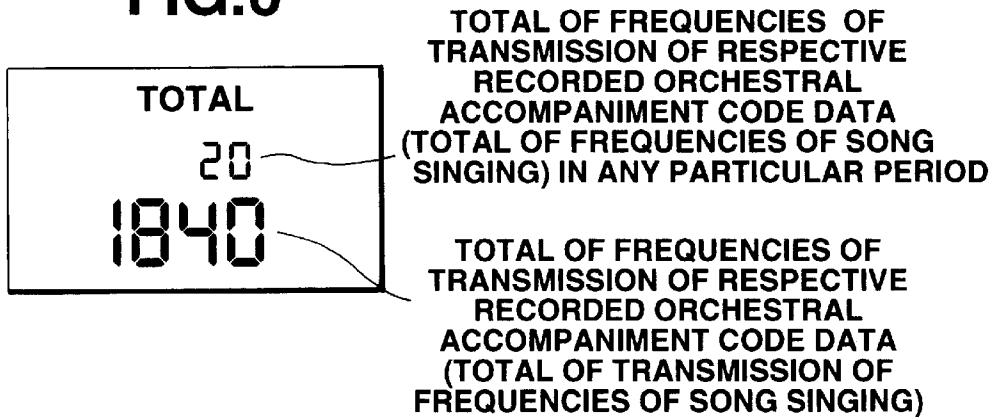 TOTAL
20
1840
TOTAL OF FREQUENCIES OF
TRANSMISSION OF RESPECTIVE
RECORDED ORCHESTRAL
ACCOMPANIMENT CODE DATA
(TOTAL OF FREQUENCIES OF SONG
SINGING) IN ANY PARTICULAR PERIOD
TOTAL OF FREQUENCIES OF
TRANSMISSION OF RESPECTIVE
RECORDED ORCHESTRAL
ACCOMPANIMENT CODE DATA
(TOTAL OF TRANSMISSION OF
FREQUENCIES OF SONG SINGING)